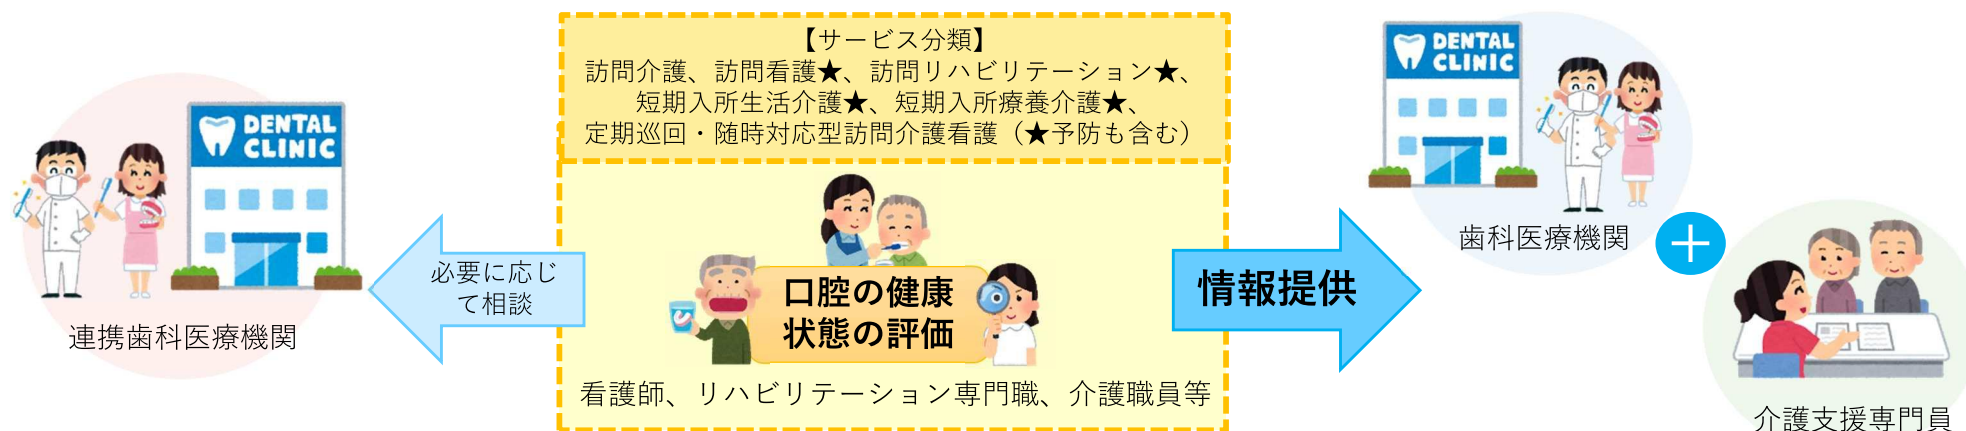 【サービス分類】
訪問介護、訪問看護★、訪問リハビリテーション★、
短期入所生活介護★、短期入所療養介護★、
定期巡回・随時対応型訪問介護看護（★予防も含む）
DENTAL
CLINIC
連携歯科医療機関
必要に応じ
て相談
口腔の健康
状態の評価
看護師、リハビリテーション専門職、介護職員等
情報提供
DENTAL
CLINIC
歯科医療機関
＋
介護支援専門員